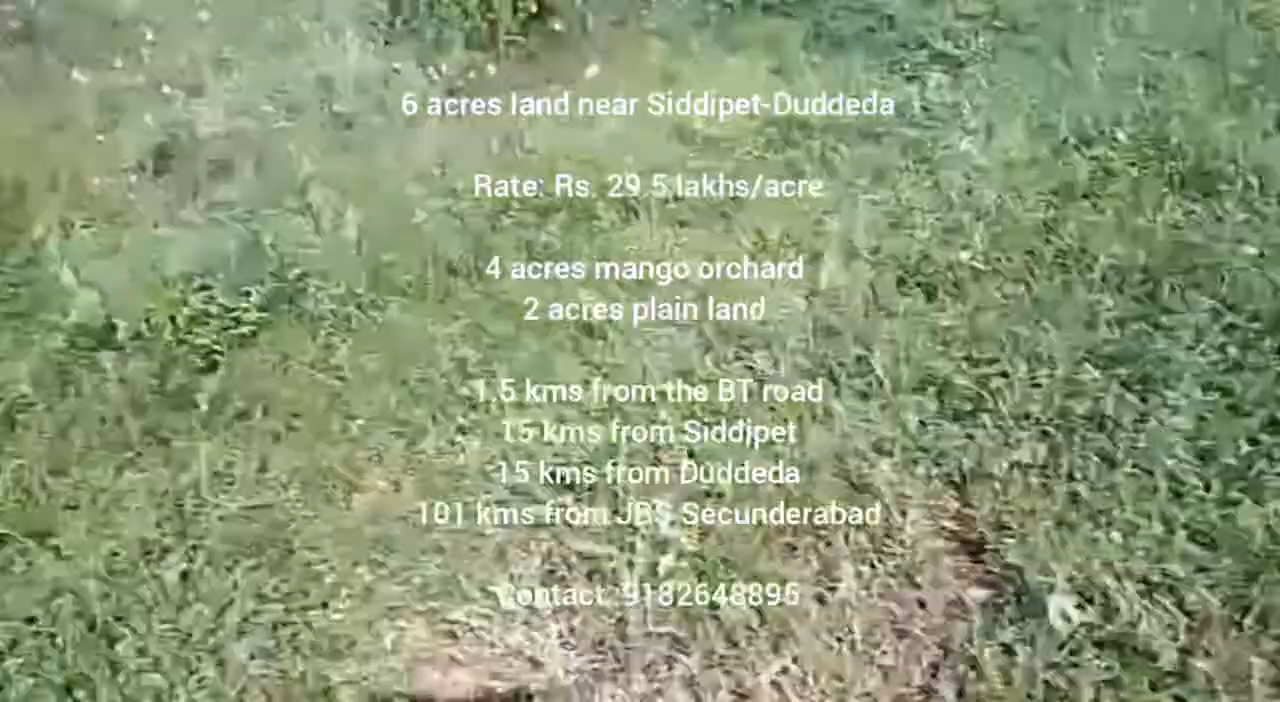 6 acres land near Siddipet-Duddeda
Rate: Rs. 29.5 lakhs/acre
4 acres mango orchard
2 acres plain land
1.5 kms from the BT road
15 kms from Siddipet
15 kms from Duddeda
101 kms from JBS Secunderabad
Contact: 9182648895